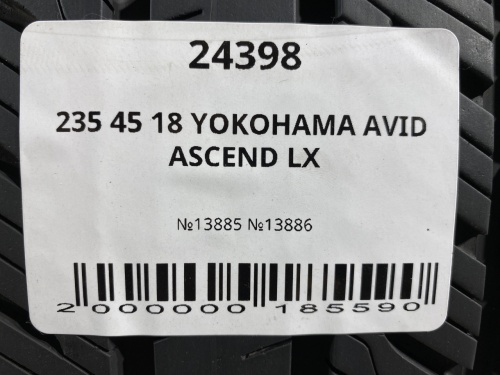 24398
235 45 18 YOKOHAMA AVID
ASCEND LX
№13885 №13886
2 000000 185590